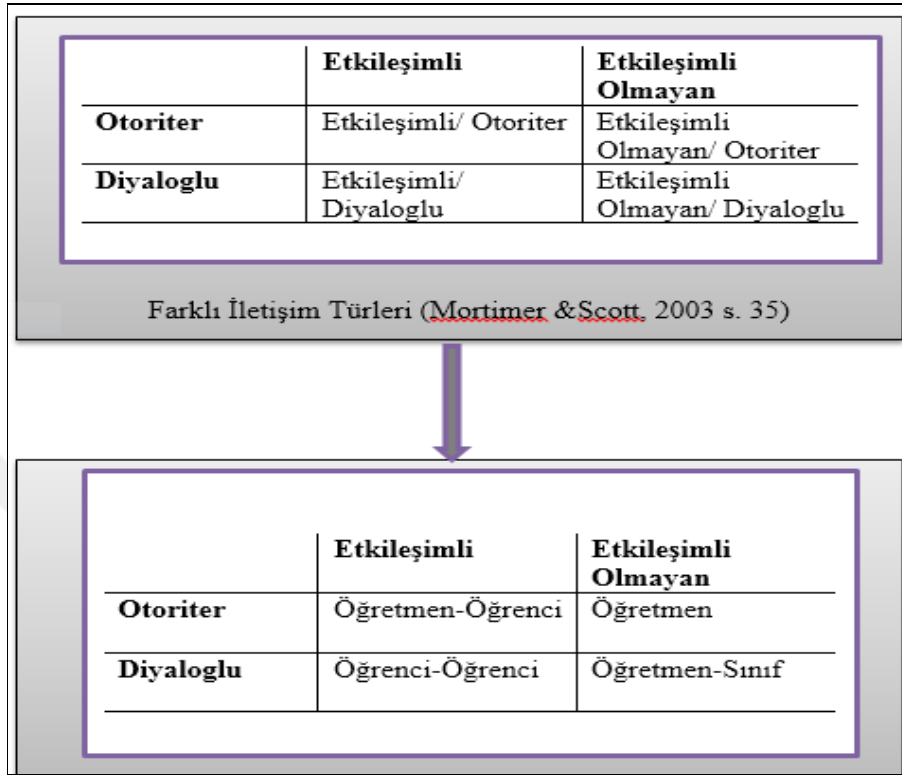 Etkileşimli Etkileşimli
Olmayan
Otoriter Etkileşimli/ Otoriter Etkileşimli
Olmayan/ Otoriter
Diyaloglu Etkileşimli/ Etkileşimli
Diyaloglu Olmayan/ Diyaloglu
Farklı İletişim Türleri (Mortimer &Scott, 2003 s. 35)
Etkileşimli Etkileşimli
Olmayan
Otoriter Öğretmen-Öğrenci Öğretmen
Diyaloglu Öğrenci-Öğrenci Öğretmen-Sınıf